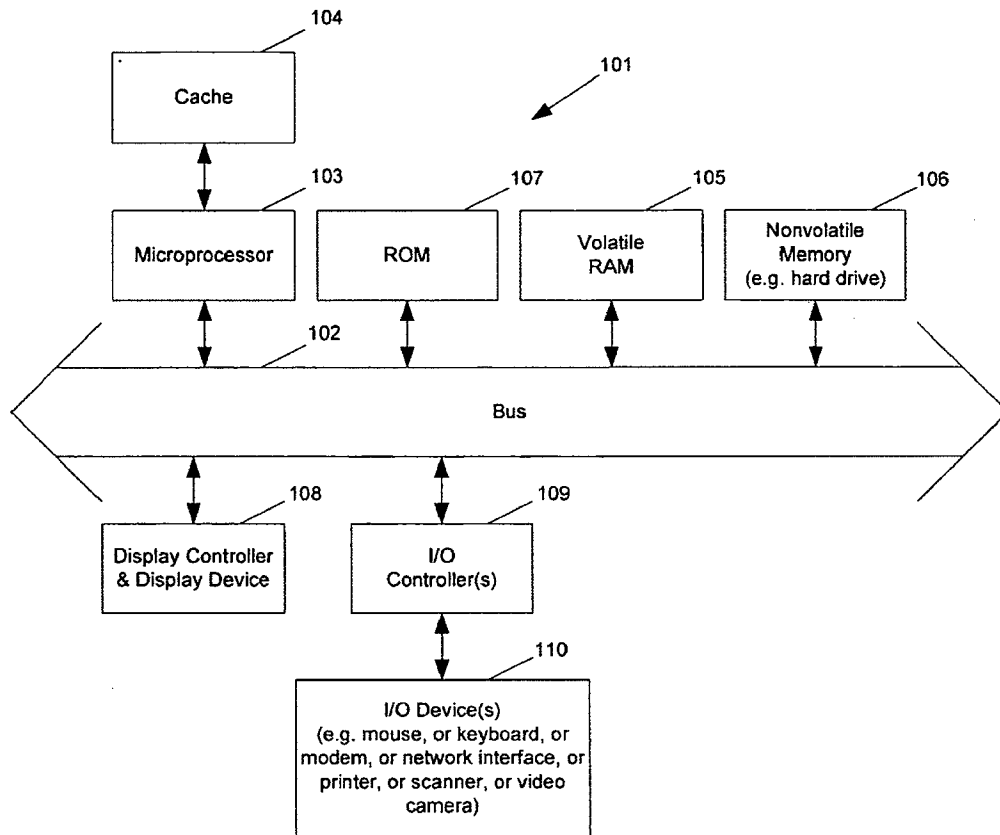 104
Cache
101
103
107
105
106
Microprocessor
ROM
Volatile
RAM
Nonvolatile
Memory
(e.g. hard drive)
102
Bus
108
109
Display Controller
& Display Device
I/O
Controller(s)
110
I/O Device(s)
(e.g. mouse, or keyboard, or
modem, or network interface, or
printer, or scanner, or video
camera)